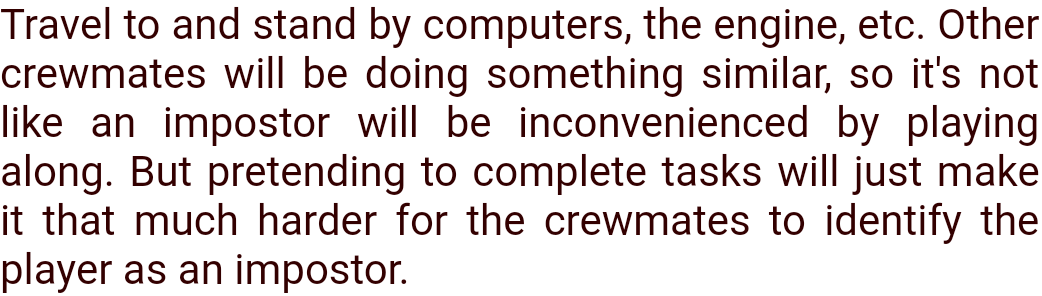 Travel to and stand by computers, the engine, etc. Other
crewmates will be doing something similar, so it's not
like an impostor will be inconvenienced by playing
along. But pretending to complete tasks will just make
it that much harder for the crewmates to identify the
player as an impostor.